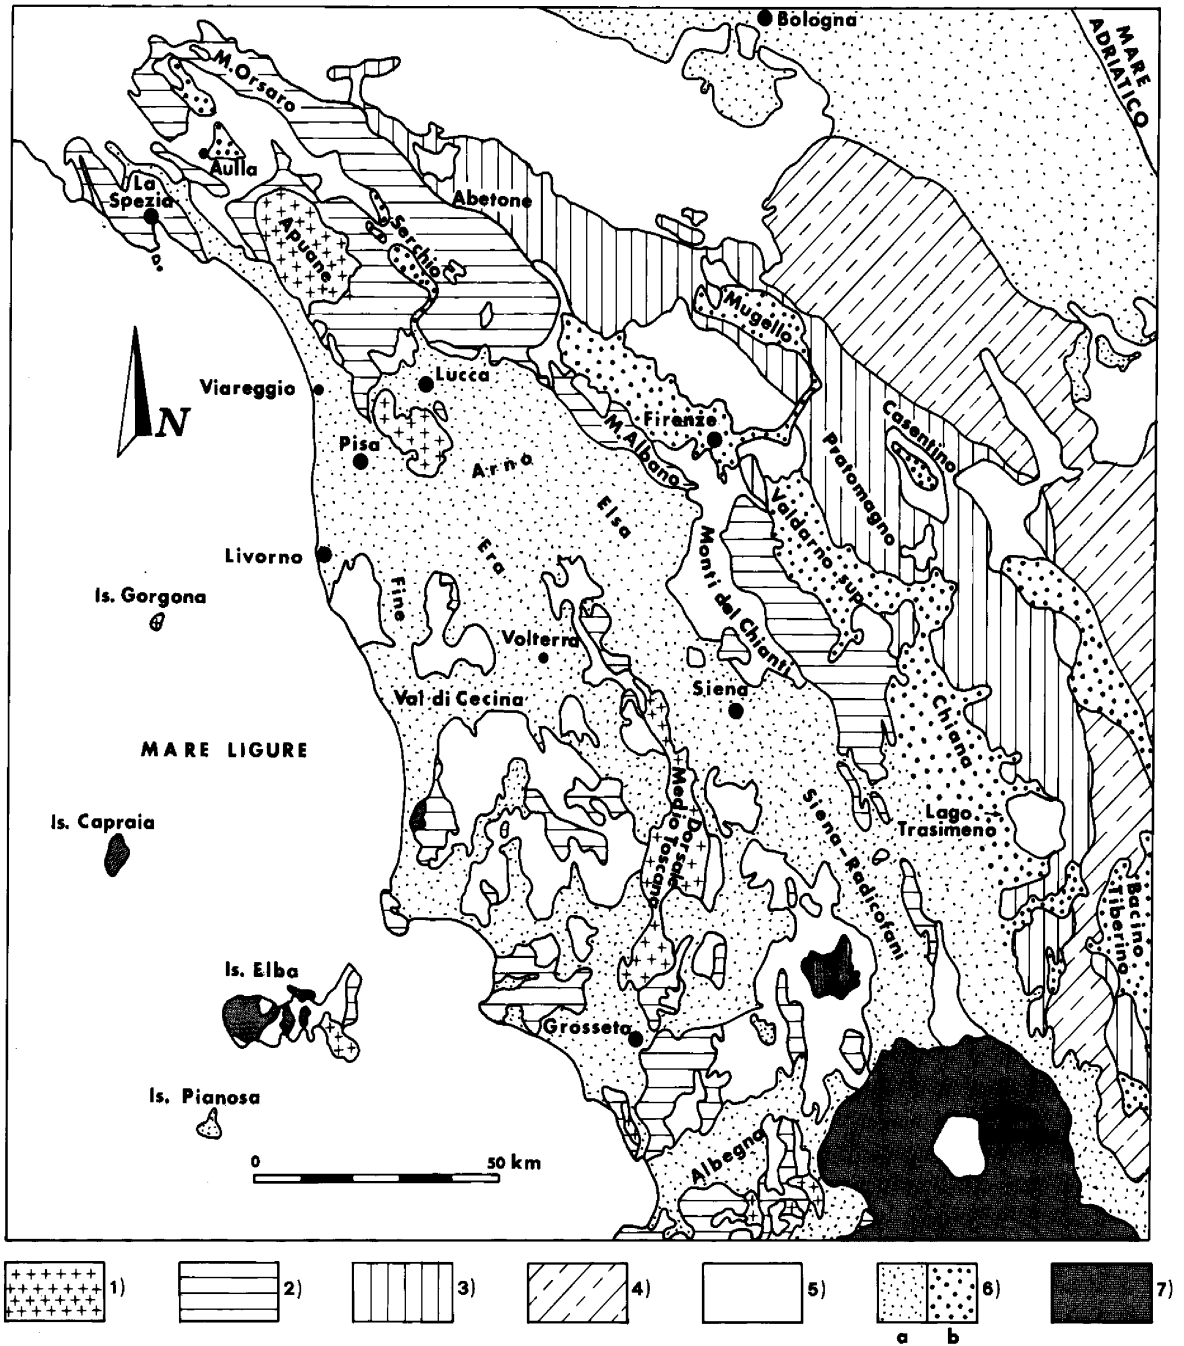 Bologna
MARE
ADRIATICO
M. Orsaro
Aulla
La
Spezia
Abetone
Apuane
Serchio
Mugello
Viareggio
Lucca
N
Pisa
Firenze
M. Albano
Casentino
Pratomagno
Arno
Elsa
Era
Valdarno sup.
Livorno
Fine
Monti del Chianti
Is. Gorgona
Volterra
Siena
Val di Cecina
Chiana
MARE LIGURE
Medio Toscana
Dorsale
Siena-Radicofani
Lago
Trasimeno
Is. Capraia
Bacino
Tiberino
Is. Elba
Grosseto
Is. Pianosa
Albegna
0 50 km
1) 2) 3) 4) 5) 6) 7)
a b